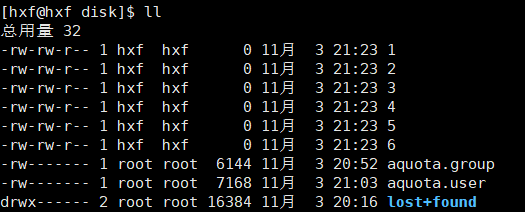 [hxf@hxf disk]$ ll
总用量 32
-rw-rw-r-- 1 hxf  hxf      0 11月  3 21:23 1
-rw-rw-r-- 1 hxf  hxf      0 11月  3 21:23 2
-rw-rw-r-- 1 hxf  hxf      0 11月  3 21:23 3
-rw-rw-r-- 1 hxf  hxf      0 11月  3 21:23 4
-rw-rw-r-- 1 hxf  hxf      0 11月  3 21:23 5
-rw-rw-r-- 1 hxf  hxf      0 11月  3 21:23 6
-rw------- 1 root root  6144 11月  3 20:52 aquota.group
-rw------- 1 root root  7168 11月  3 21:03 aquota.user
drwx------ 2 root root 16384 11月  3 20:16 lost+found